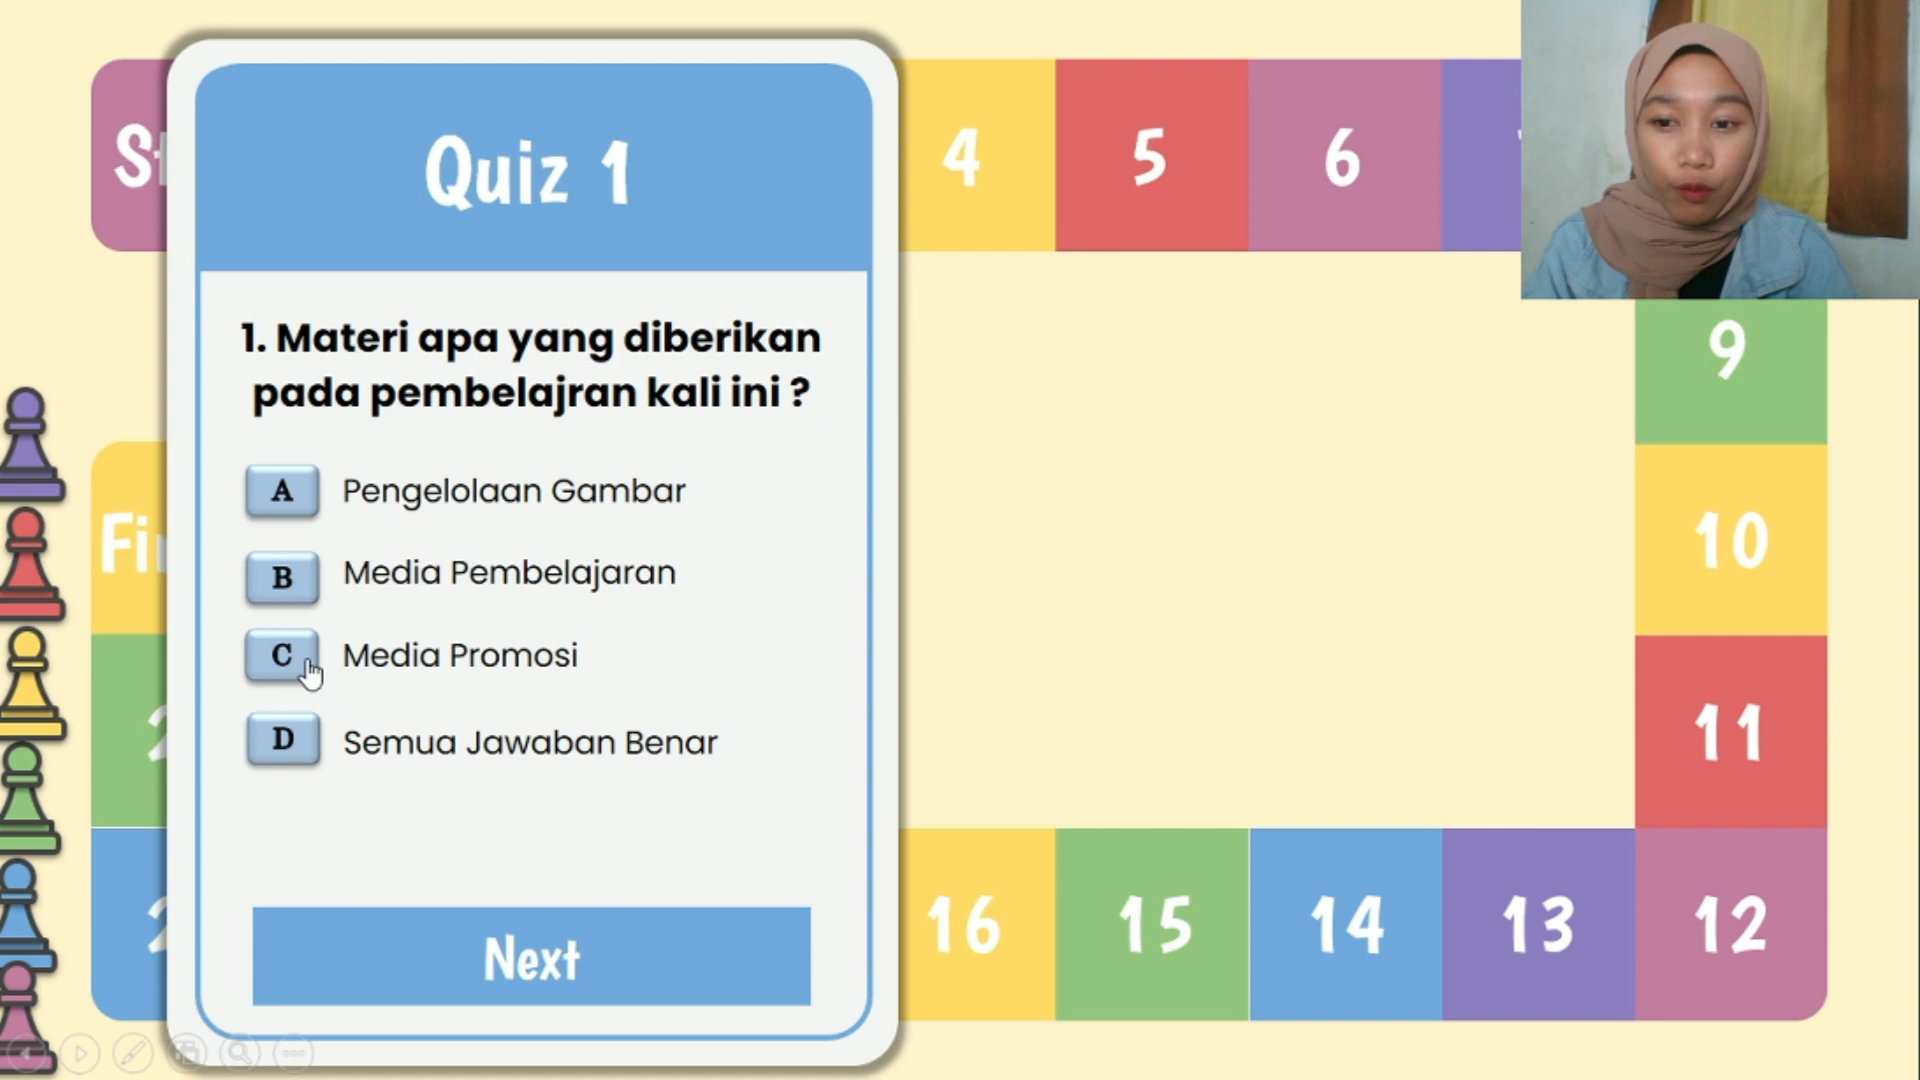 Quiz 1
1. Materi apa yang diberikan
pada pembelajran kali ini ?
A Pengelolaan Gambar
B Media Pembelajaran
C Media Promosi
D Semua Jawaban Benar
Next
4
5
6
9
10
11
16
15
14
13
12